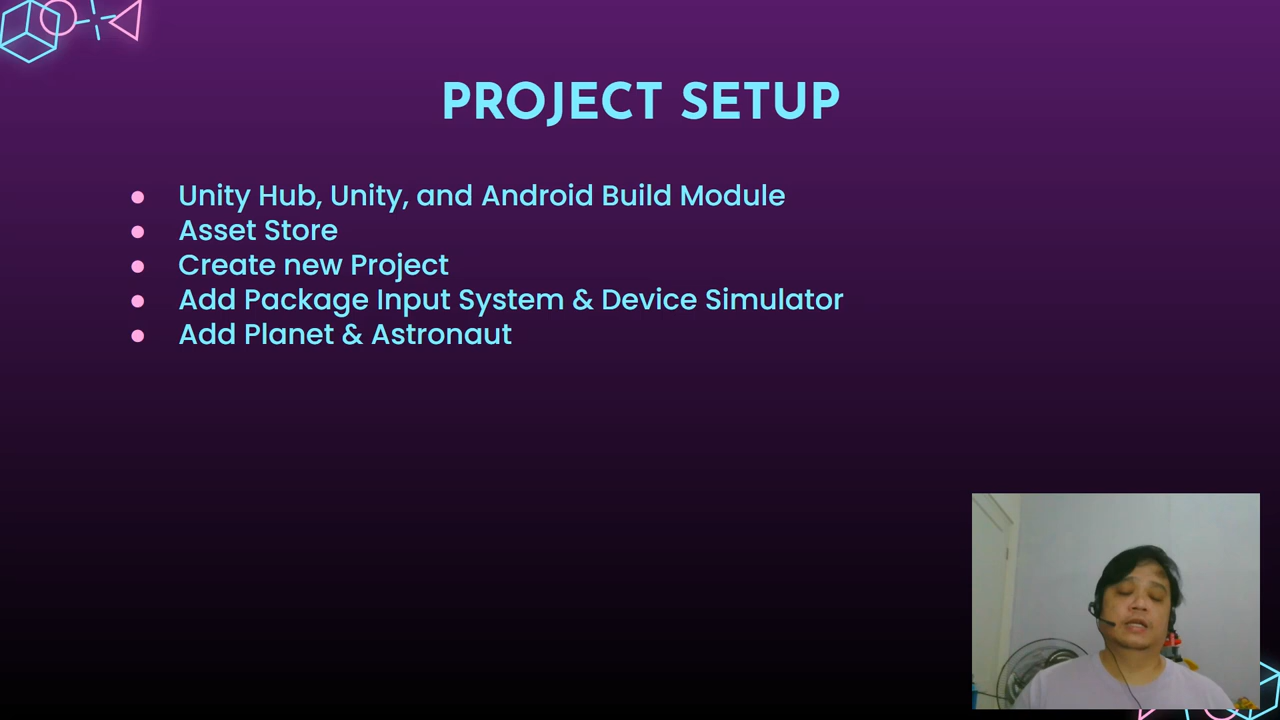 PROJECT SETUP
Unity Hub, Unity, and Android Build Module
Asset Store
Create new Project
Add Package Input System & Device Simulator
Add Planet & Astronaut